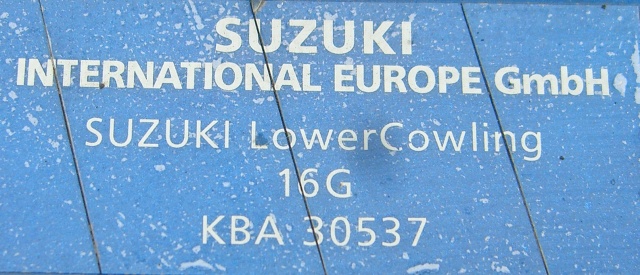 SUZUKI
INTERNATIONAL EUROPE GmbH
SUZUKI LowerCowling
16G
KBA 30537